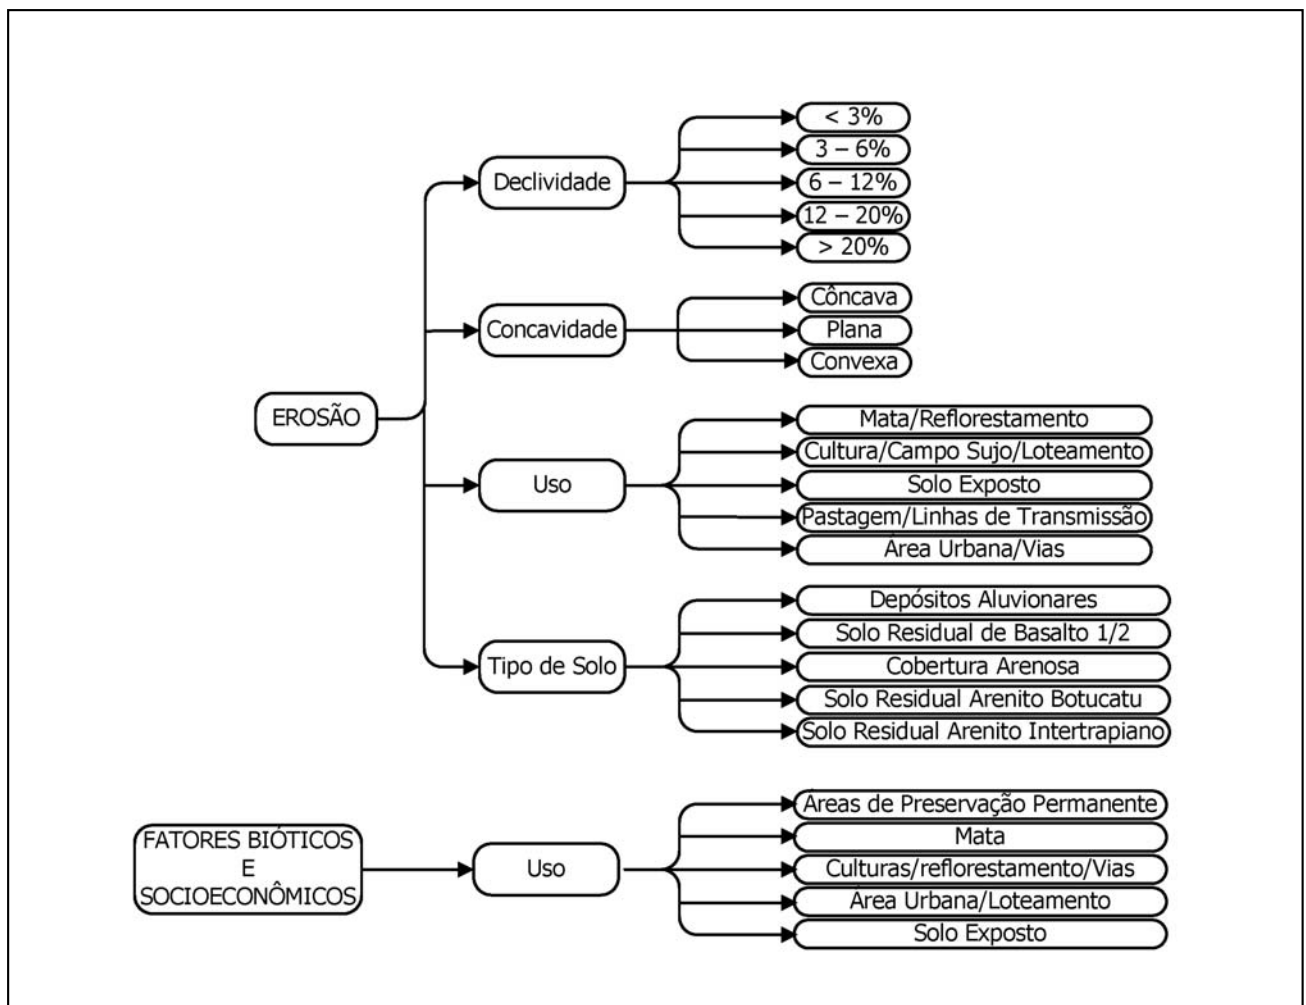 EROSÃO
Declividade
< 3%
3 – 6%
6 – 12%
12 – 20%
> 20%
Concavidade
Côncava
Plana
Convexa
Uso
Mata/Reflorestamento
Cultura/Campo Sujo/Loteamento
Solo Exposto
Pastagem/Linhas de Transmissão
Área Urbana/Vias
Tipo de Solo
Depósitos Aluvionares
Solo Residual de Basalto 1/2
Cobertura Arenosa
Solo Residual Arenito Botucatu
Solo Residual Arenito Intertrapiano
FATORES BIÓTICOS
E
SOCIOECONÔMICOS
Uso
Áreas de Preservação Permanente
Mata
Culturas/reflorestamento/Vias
Área Urbana/Loteamento
Solo Exposto